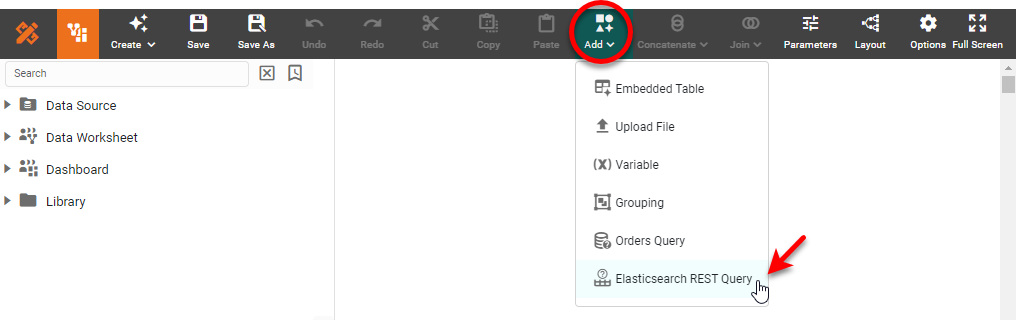 Create
Save
Save As
Undo
Redo
Cut
Copy
Paste
Add
Concatenate
Join
Parameters
Layout
Options
Full Screen
Search
Data Source
Data Worksheet
Dashboard
Library
Embedded Table
Upload File
(X) Variable
Grouping
Orders Query
Elasticsearch REST Query